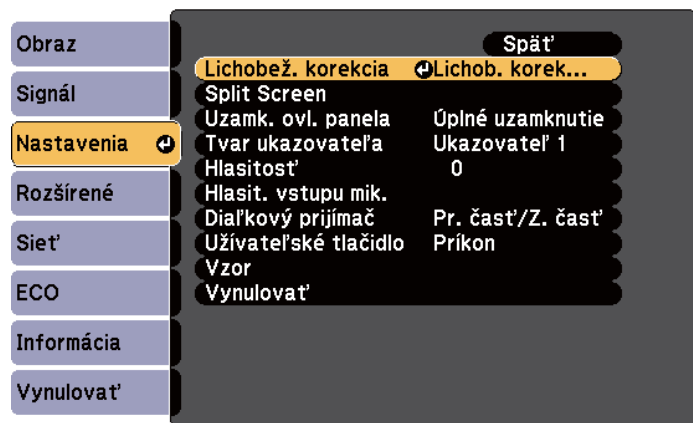 Obraz
Signál
Nastavenia
Rozšírené
Sieť
ECO
Informácia
Vynulovať
Späť
Lichobež. korekcia Lichob. korek...
Split Screen
Uzamk. ovl. panela Úplné uzamknutie
Tvar ukazovateľa Ukazovateľ 1
Hlasitosť 0
Hlasit. vstupu mik.
Diaľkový prijímač Pr. časť/Z. časť
Užívateľské tlačidlo Príkon
Vzor
Vynulovať